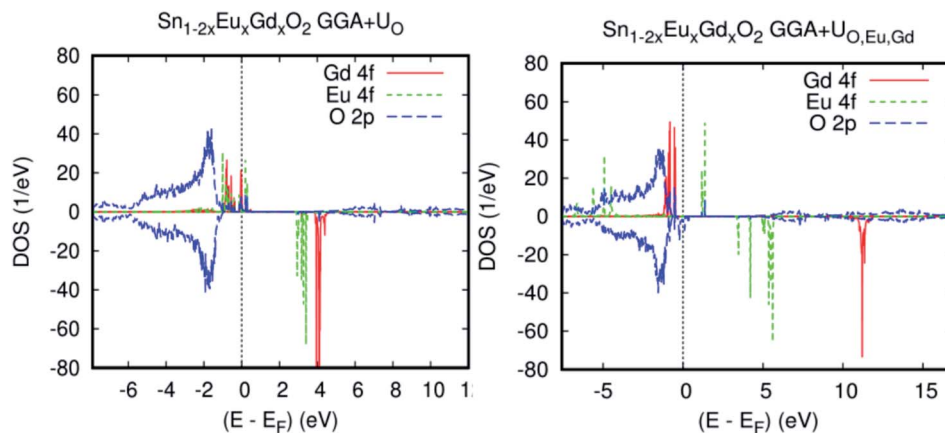 Sn1-2xEuxGdxO2 GGA+UO
80
60
40
20
0
-20
-40
-60
-80
DOS (1/eV)
Gd 4f
Eu 4f
O 2p
-6 -4 -2 0 2 4 6 8 10 12
(E - EF) (eV)
Sn1-2xEuxGdxO2 GGA+UO,Eu,Gd
80
60
40
20
0
-20
-40
-60
-80
DOS (1/eV)
Gd 4f
Eu 4f
O 2p
-5 0 5 10 15
(E - EF) (eV)